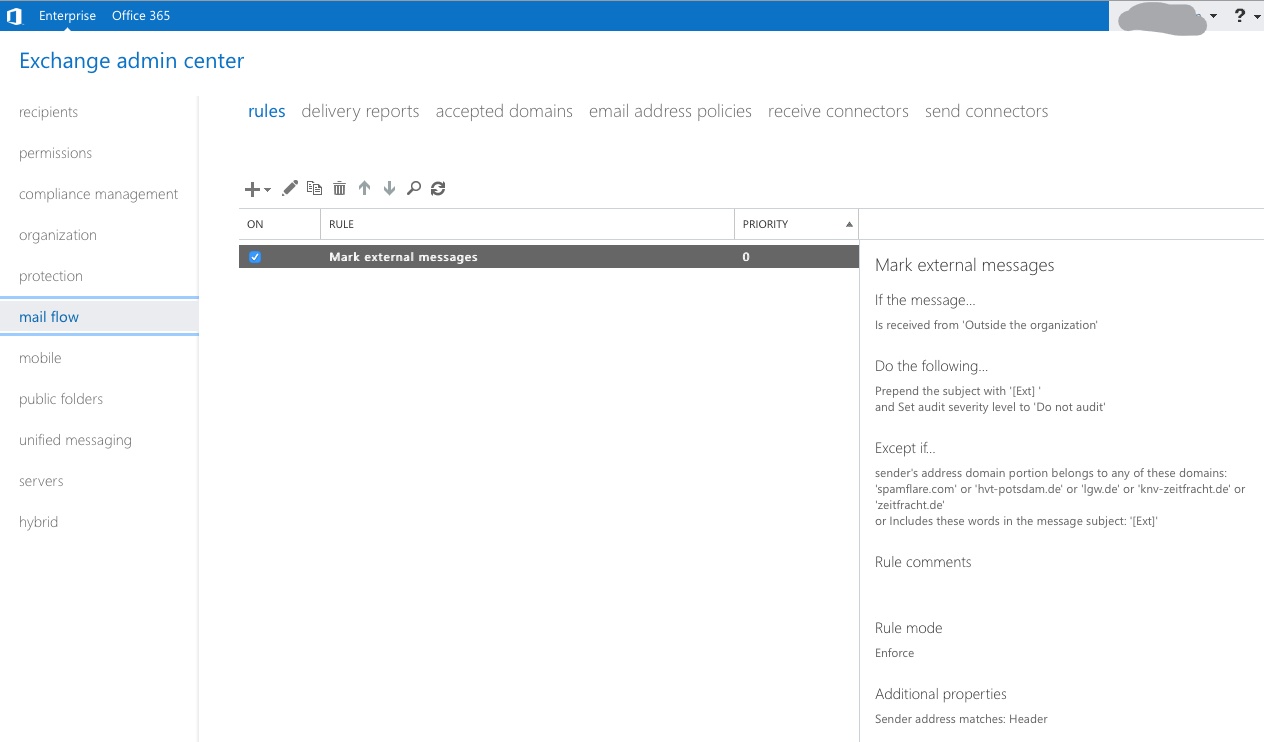 Enterprise Office 365
?
Exchange admin center
recipients
permissions
compliance management
organization
protection
mail flow
mobile
public folders
unified messaging
servers
hybrid
rules delivery reports accepted domains email address policies receive connectors send connectors
ON RULE PRIORITY
Mark external messages 0
Mark external messages
If the message...
Is received from 'Outside the organization'
Do the following...
Prepend the subject with '[Ext] '
and Set audit severity level to 'Do not audit'
Except if...
sender's address domain portion belongs to any of these domains:
'spamflare.com' or 'hvt-potsdam.de' or 'lgw.de' or 'knv-zeitfracht.de' or
'zeitfracht.de'
or Includes these words in the message subject: '[Ext]'
Rule comments
Rule mode
Enforce
Additional properties
Sender address matches: Header